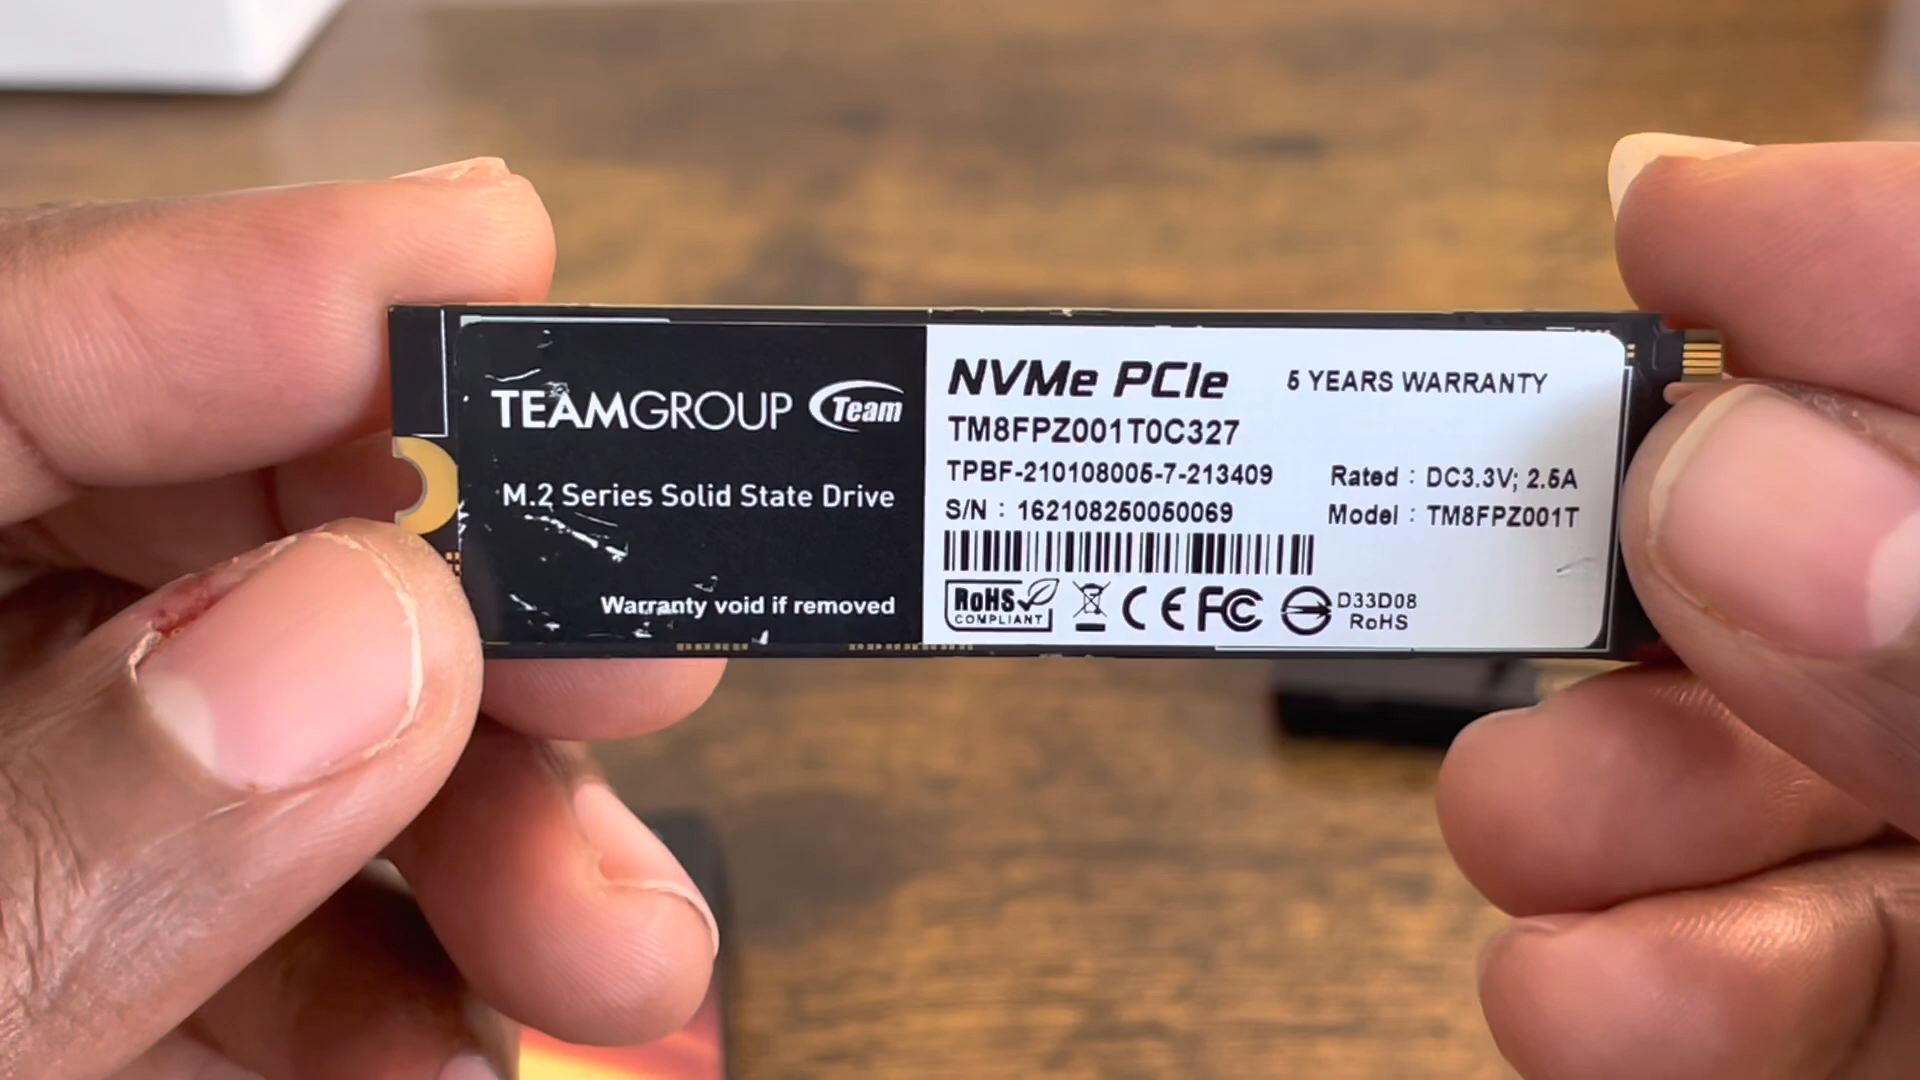 TEAMGROUP Team
M.2 Series Solid State Drive
Warranty void if removed
NVMe PCIe 5 YEARS WARRANTY
TM8FPZ001T0C327
TPBF-210108005-7-213409 Rated : DC3.3V; 2.5A
S/N : 162108250050069 Model : TM8FPZ001T
RoHS
COMPLIANT
CE FC
D33D08
RoHS